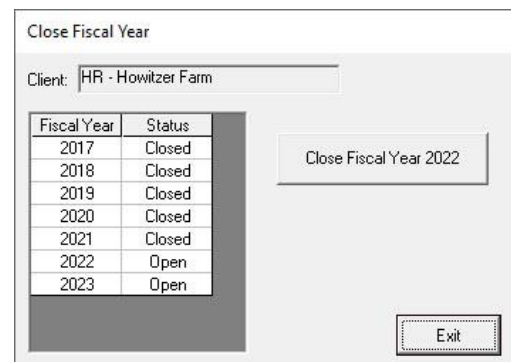 Close Fiscal Year
Client: HR - Howitzer Farm
Fiscal Year Status
2017 Closed
2018 Closed
2019 Closed
2020 Closed
2021 Closed
2022 Open
2023 Open
Close Fiscal Year 2022
Exit